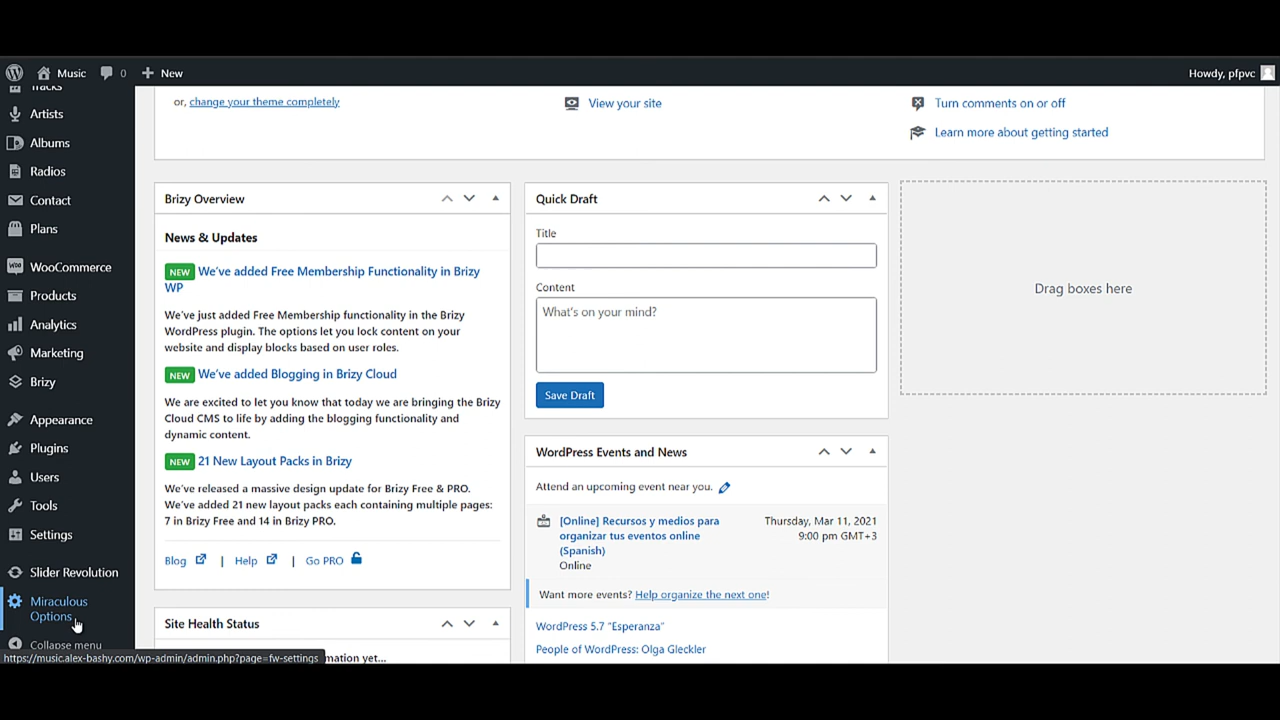 Music 0 New Howdy, pfpvc
Tracks
Artists
Albums
Radios
Contact
Plans
WooCommerce
Products
Analytics
Marketing
Brizy
Appearance
Plugins
Users
Tools
Settings
Slider Revolution
Miraculous
Options
Collapse menu
https://music.alex-bashy.com/wp-admin/admin.php?page=fw-settings
or, change your theme completely
View your site
Turn comments on or off
Learn more about getting started
Brizy Overview
News & Updates
NEW We've added Free Membership Functionality in Brizy
WP
We've just added Free Membership functionality in the Brizy
WordPress plugin. The options let you lock content on your
website and display blocks based on user roles.
NEW We've added Blogging in Brizy Cloud
We are excited to let you know that today we are bringing the Brizy
Cloud CMS to life by adding the blogging functionality and
dynamic content.
NEW 21 New Layout Packs in Brizy
We've released a massive design update for Brizy Free & PRO.
We've added 21 new layout packs each containing multiple pages:
7 in Brizy Free and 14 in Brizy PRO.
Blog | Help | Go PRO
Site Health Status
mation yet...
Quick Draft
Title
Content
What's on your mind?
Save Draft
WordPress Events and News
Attend an upcoming event near you.
[Online] Recursos y medios para
organizar tus eventos online
(Spanish)
Online
Thursday, Mar 11, 2021
9:00 pm GMT+3
Want more events? Help organize the next one!
WordPress 5.7 "Esperanza"
People of WordPress: Olga Gleckler
Drag boxes here